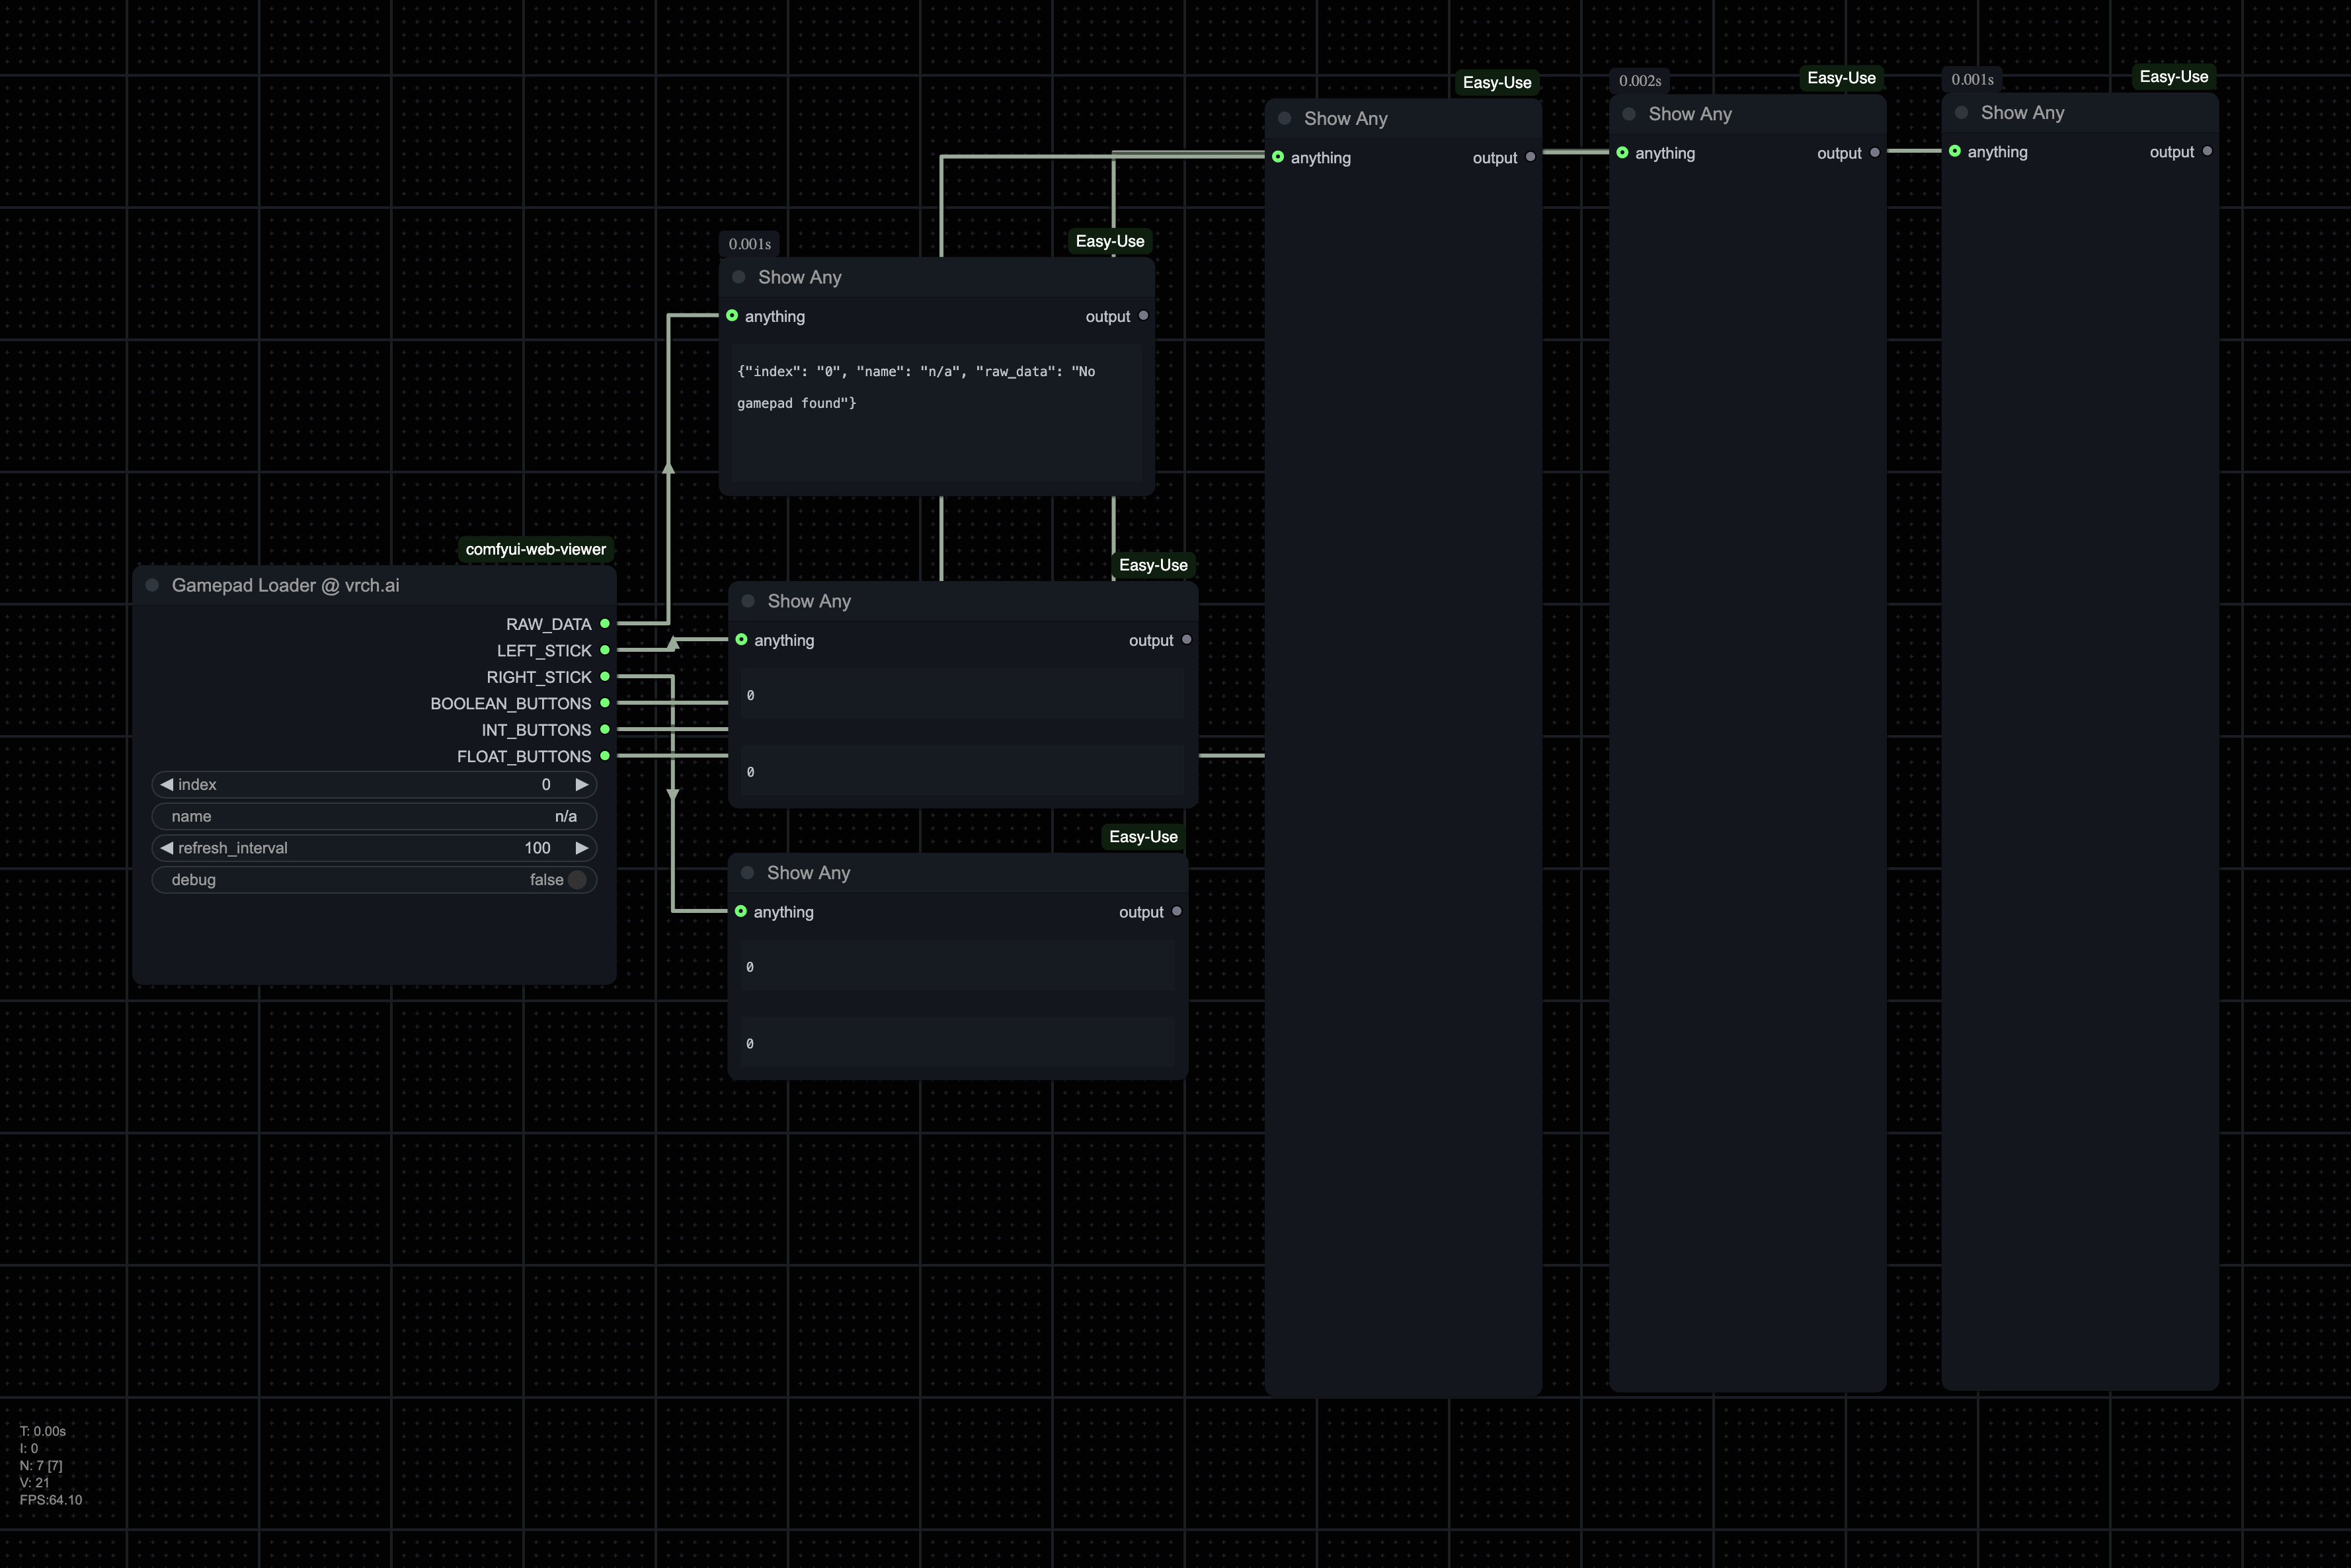 Easy-Use
Show Any
anything output
0.002s Easy-Use
Show Any
anything output
0.001s Easy-Use
Show Any
anything output
0.001s Easy-Use
Show Any
anything output
{"index": "0", "name": "n/a", "raw_data": "No
gamepad found"}
comfyui-web-viewer
Gamepad Loader @ vrch.ai
RAW_DATA
LEFT_STICK
RIGHT_STICK
BOOLEAN_BUTTONS
INT_BUTTONS
FLOAT_BUTTONS
index 0
name n/a
refresh_interval 100
debug false
Easy-Use
Show Any
anything output
0
0
Easy-Use
Show Any
anything output
0
0
T: 0.00s
I: 0
N: 7 [7]
V: 21
FPS:64.10